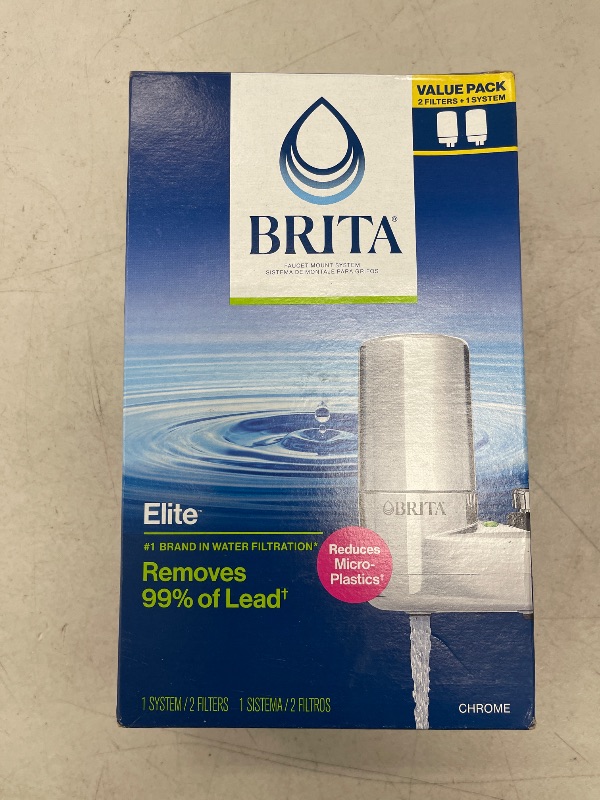 VALUE PACK
2 FILTERS + 1 SYSTEM
BRITA®
FAUCET MOUNT SYSTEM
SISTEMA DE MONTAJE PARA GRIFOS
BRITA
Elite™
#1 BRAND IN WATER FILTRATION*
Removes
99% of Lead†
Reduces
Micro-
Plastics‡
1 SYSTEM / 2 FILTERS 1 SISTEMA / 2 FILTROS
CHROME